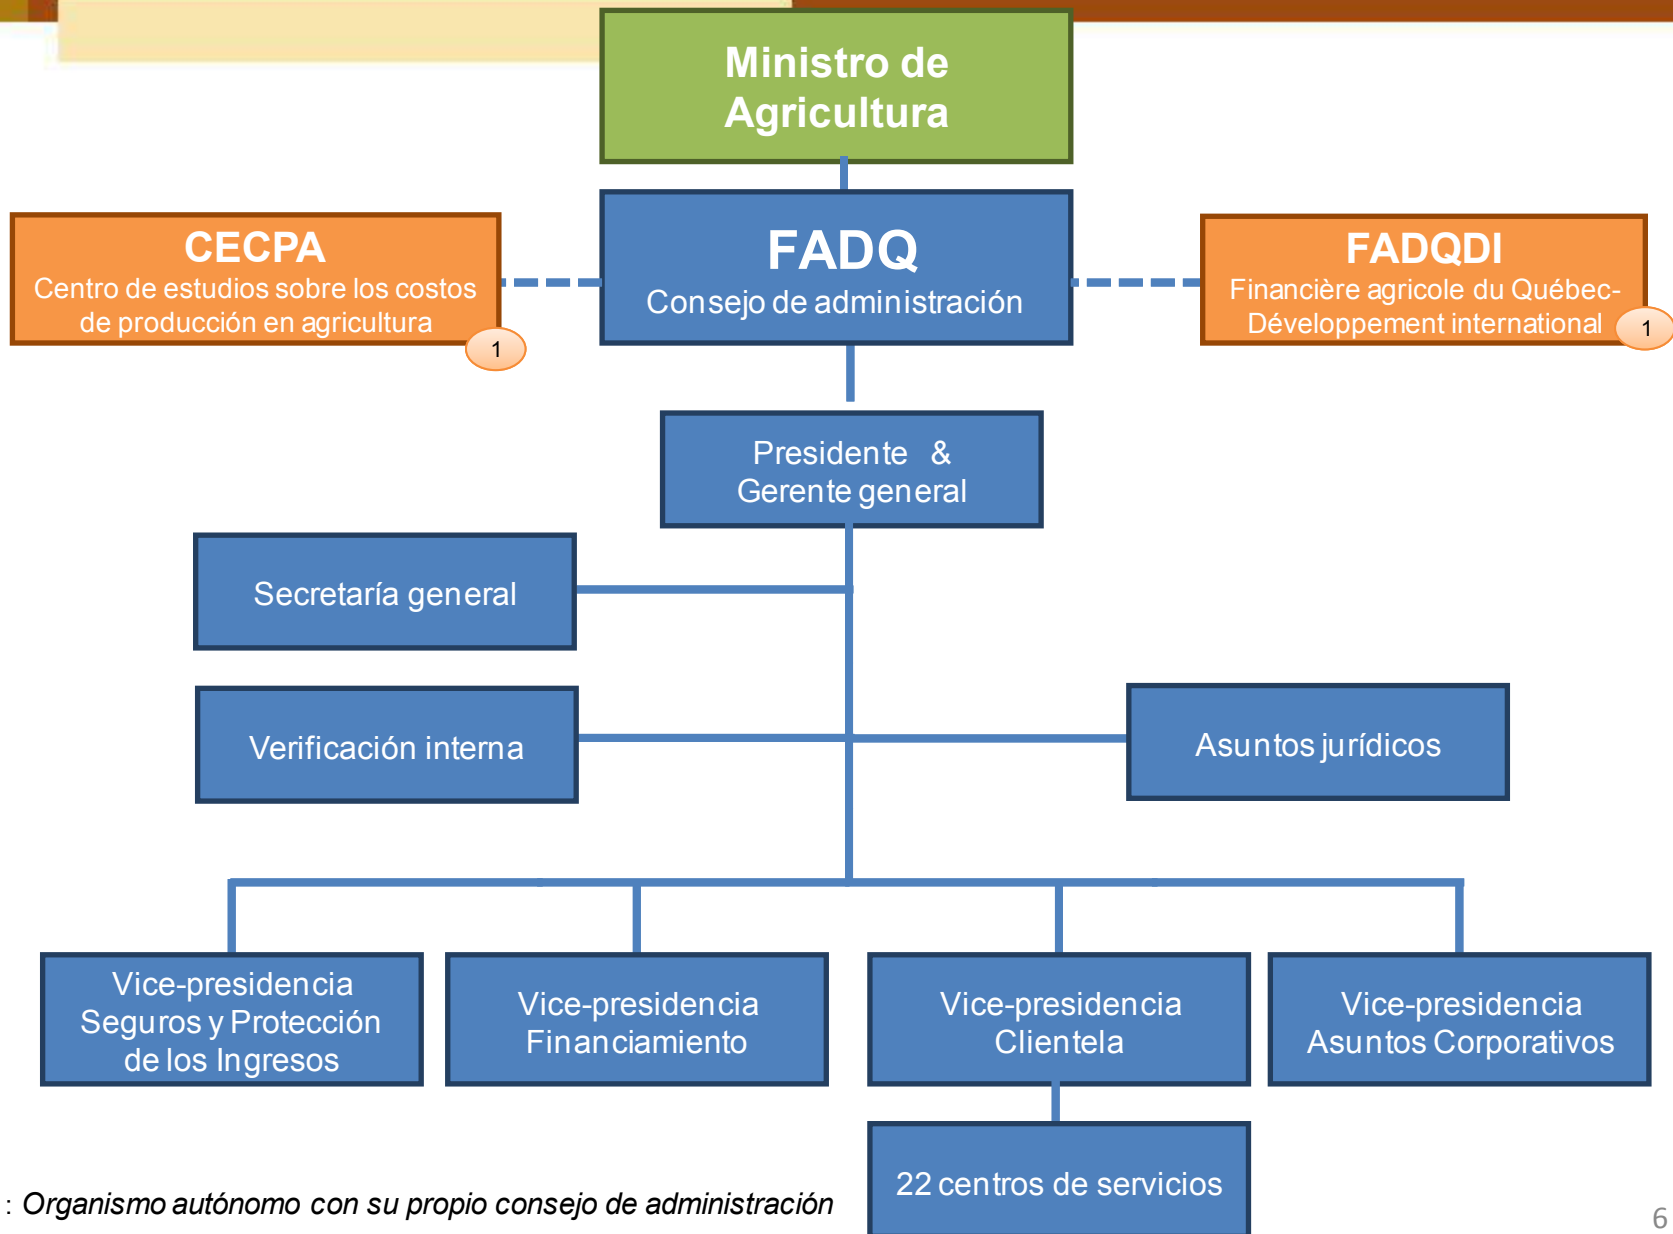 Ministro de
Agricultura
CECPA
Centro de estudios sobre los costos
de producción en agricultura
1
FADQ
Consejo de administración
FADQDI
Financière agricole du Québec-
Développement international
1
Presidente &
Gerente general
Secretaría general
Verificación interna
Asuntos jurídicos
Vice-presidencia
Seguros y Protección
de los Ingresos
Vice-presidencia
Financiamiento
Vice-presidencia
Clientela
Vice-presidencia
Asuntos Corporativos
22 centros de servicios
: Organismo autónomo con su propio consejo de administración
6